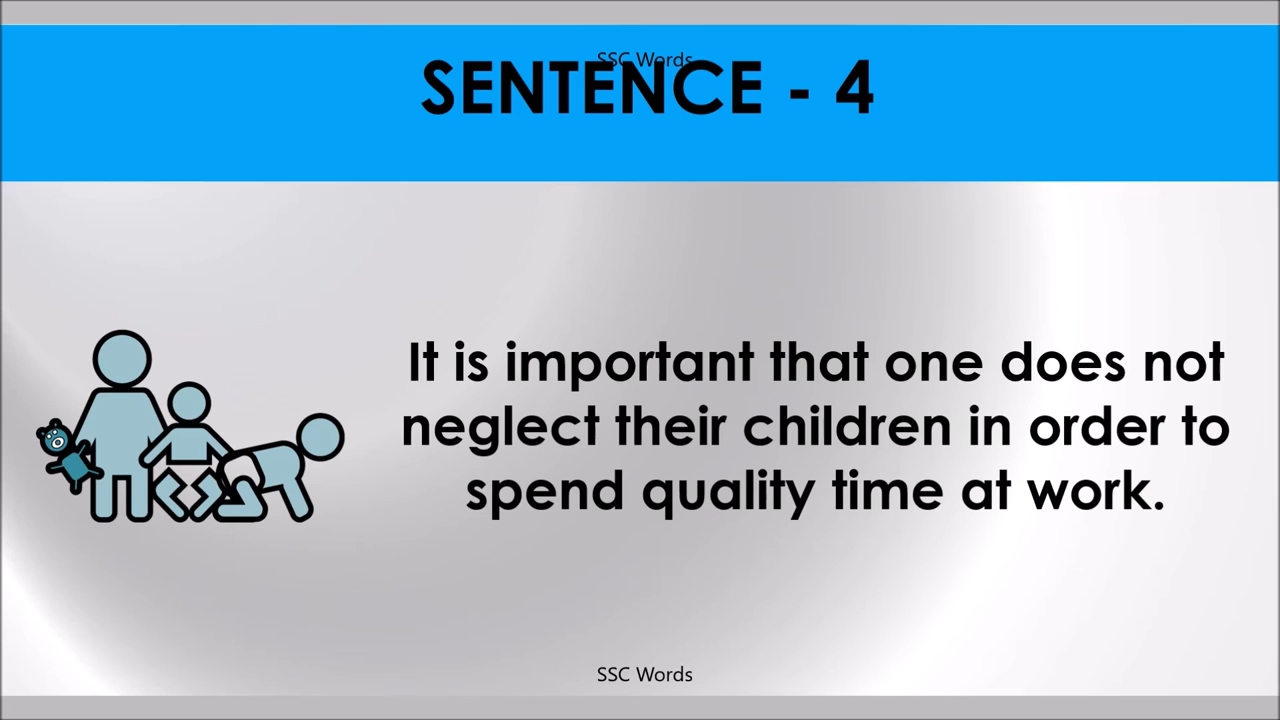 SSC Words
SENTENCE - 4
It is important that one does not
neglect their children in order to
spend quality time at work.
SSC Words